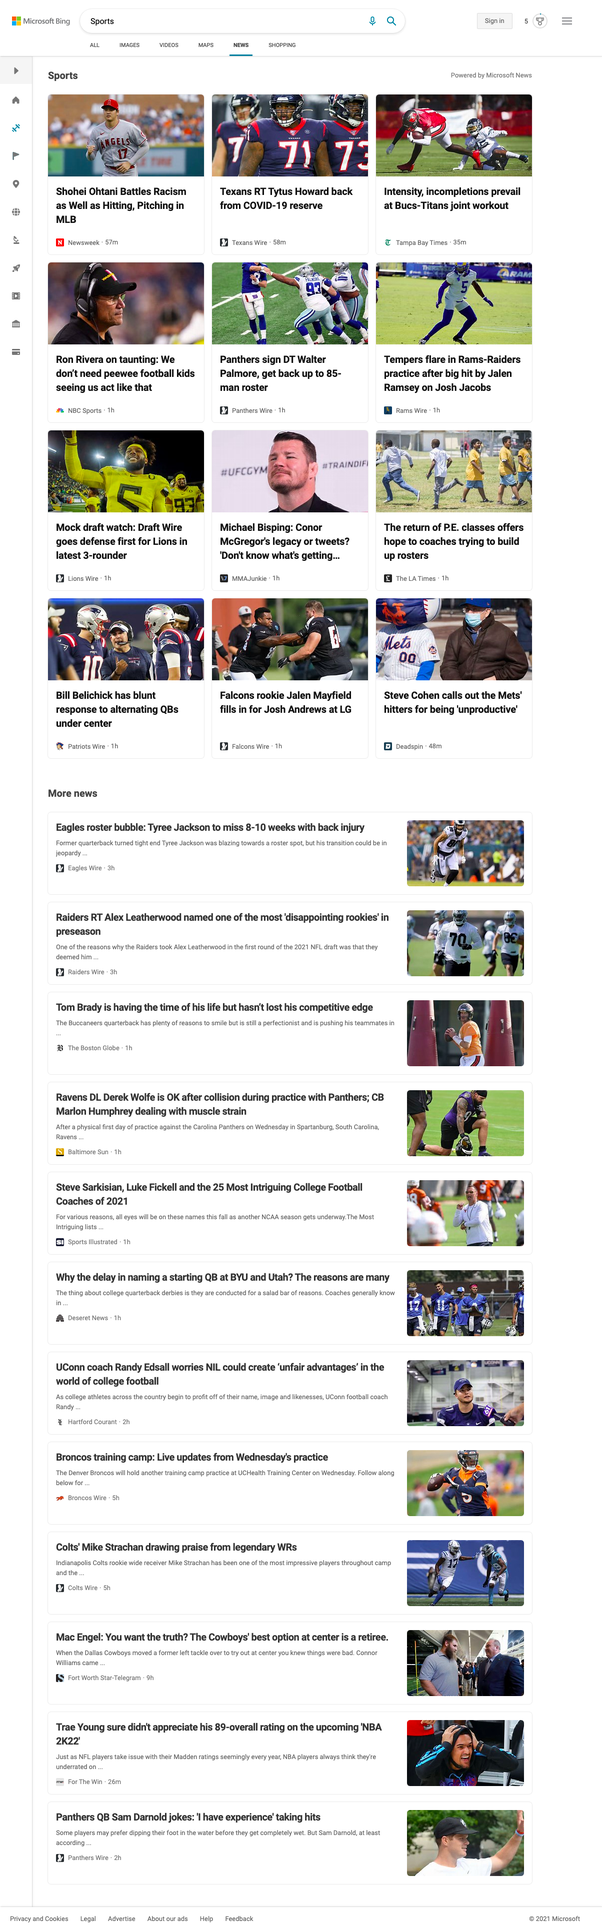 Microsoft Bing
Sports
Sign in
5
ALL
IMAGES
VIDEOS
MAPS
NEWS
SHOPPING
Sports
Powered by Microsoft News
ANGELS
17
71
Shohei Ohtani Battles Racism
as Well as Hitting, Pitching in
MLB
Newsweek · 57m
Texans RT Tytus Howard back
from COVID-19 reserve
Texans Wire · 58m
Intensity, incompletions prevail
at Bucs-Titans joint workout
Tampa Bay Times · 35m
93
5
Ron Rivera on taunting: We
don't need peewee football kids
seeing us act like that
NBC Sports · 1h
Panthers sign DT Walter
Palmore, get back up to 85-
man roster
Panthers Wire · 1h
Tempers flare in Rams-Raiders
practice after big hit by Jalen
Ramsey on Josh Jacobs
Rams Wire · 1h
5
93
#UFCGYM
Mock draft watch: Draft Wire
goes defense first for Lions in
latest 3-rounder
Lions Wire · 1h
Michael Bisping: Conor
McGregor's legacy or tweets?
'Don't know what's getting...
MMAJunkie · 1h
The return of P.E. classes offers
hope to coaches trying to build
up rosters
The LA Times · 1h
10
Mets
00
Bill Belichick has blunt
response to alternating QBs
under center
Patriots Wire · 1h
Falcons rookie Jalen Mayfield
fills in for Josh Andrews at LG
Falcons Wire · 1h
Steve Cohen calls out the Mets'
hitters for being 'unproductive'
Deadspin · 48m
More news
Eagles roster bubble: Tyree Jackson to miss 8-10 weeks with back injury
Former quarterback turned tight end Tyree Jackson was blazing towards a roster spot, but his transition could be in
jeopardy ...
Eagles Wire · 3h
Raiders RT Alex Leatherwood named one of the most 'disappointing rookies' in
preseason
One of the reasons why the Raiders took Alex Leatherwood in the first round of the 2021 NFL draft was that they
deemed him ...
Raiders Wire · 3h
70
Tom Brady is having the time of his life but hasn't lost his competitive edge
The Buccaneers quarterback has plenty of reasons to smile but is still a perfectionist and is pushing his teammates in
...
The Boston Globe · 1h
Ravens DL Derek Wolfe is OK after collision during practice with Panthers; CB
Marlon Humphrey dealing with muscle strain
After a physical first day of practice against the Carolina Panthers on Wednesday in Spartanburg, South Carolina,
Ravens ...
Baltimore Sun · 1h
Steve Sarkisian, Luke Fickell and the 25 Most Intriguing College Football
Coaches of 2021
For various reasons, all eyes will be on these names this fall as another NCAA season gets underway.The Most
Intriguing lists ...
Sports Illustrated · 1h
Why the delay in naming a starting QB at BYU and Utah? The reasons are many
The thing about college quarterback derbies is they are conducted for a salad bar of reasons. Coaches generally know
in ...
Deseret News · 1h
17
UConn coach Randy Edsall worries NIL could create 'unfair advantages' in the
world of college football
As college athletes across the country begin to profit off of their name, image and likenesses, UConn football coach
Randy ...
Hartford Courant · 2h
Broncos training camp: Live updates from Wednesday's practice
The Denver Broncos will hold another training camp practice at UCHealth Training Center on Wednesday. Follow along
below for ...
Broncos Wire · 5h
5
Colts' Mike Strachan drawing praise from legendary WRs
Indianapolis Colts rookie wide receiver Mike Strachan has been one of the most impressive players throughout camp
and the ...
Colts Wire · 5h
17
Mac Engel: You want the truth? The Cowboys' best option at center is a retiree.
When the Dallas Cowboys moved a former left tackle over to try out at center you knew things were bad. Connor
Williams came ...
Fort Worth Star-Telegram · 9h
Trae Young sure didn't appreciate his 89-overall rating on the upcoming 'NBA
2K22'
Just as NFL players take issue with their Madden ratings seemingly every year, NBA players always think they're
underrated on ...
For The Win · 26m
Panthers QB Sam Darnold jokes: 'I have experience' taking hits
Some players may prefer dipping their foot in the water before they get completely wet. But Sam Darnold, at least
according ...
Panthers Wire · 2h
Privacy and Cookies
Legal
Advertise
About our ads
Help
Feedback
© 2021 Microsoft